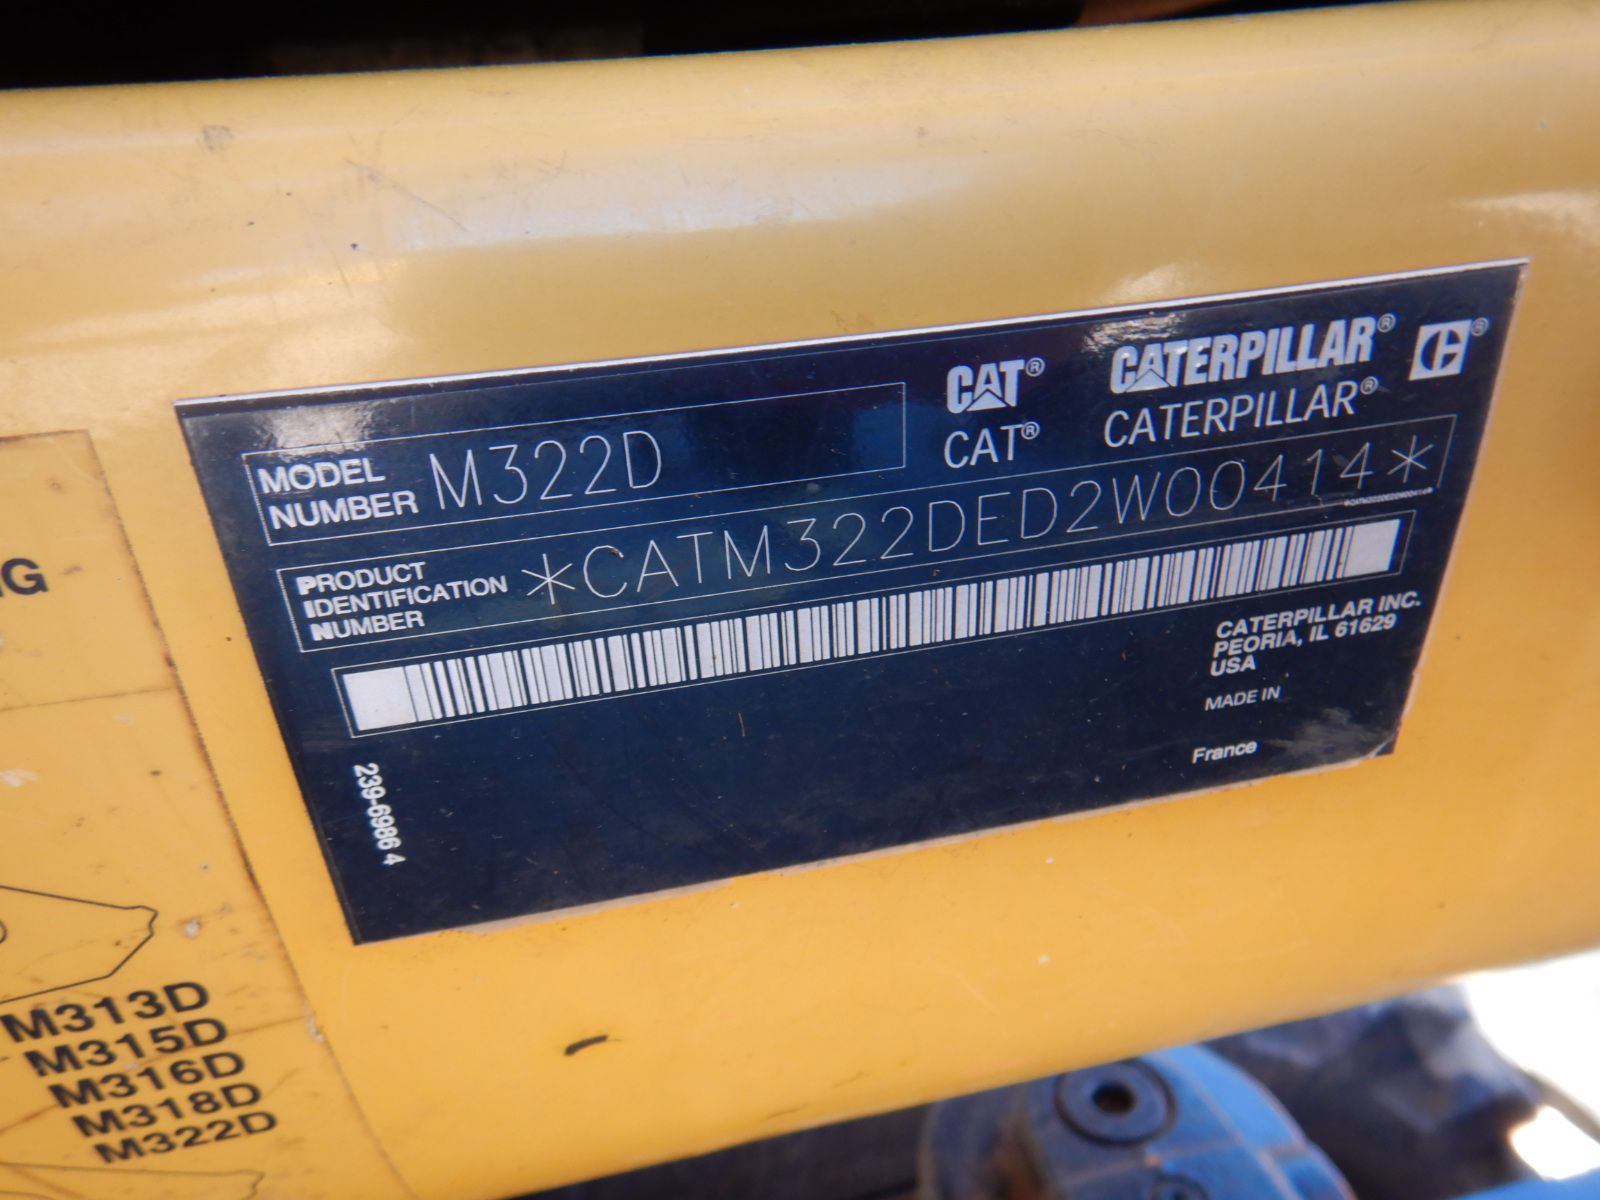 CAT® CATERPILLAR® C®
CAT® CATERPILLAR®
MODEL
NUMBER M322D
PRODUCT
IDENTIFICATION
NUMBER *CATM322DED2W00414*
CATERPILLAR INC.
PEORIA, IL 61629
USA
MADE IN
France
239-6986 4
NG
M313D
M315D
M316D
M318D
M322D